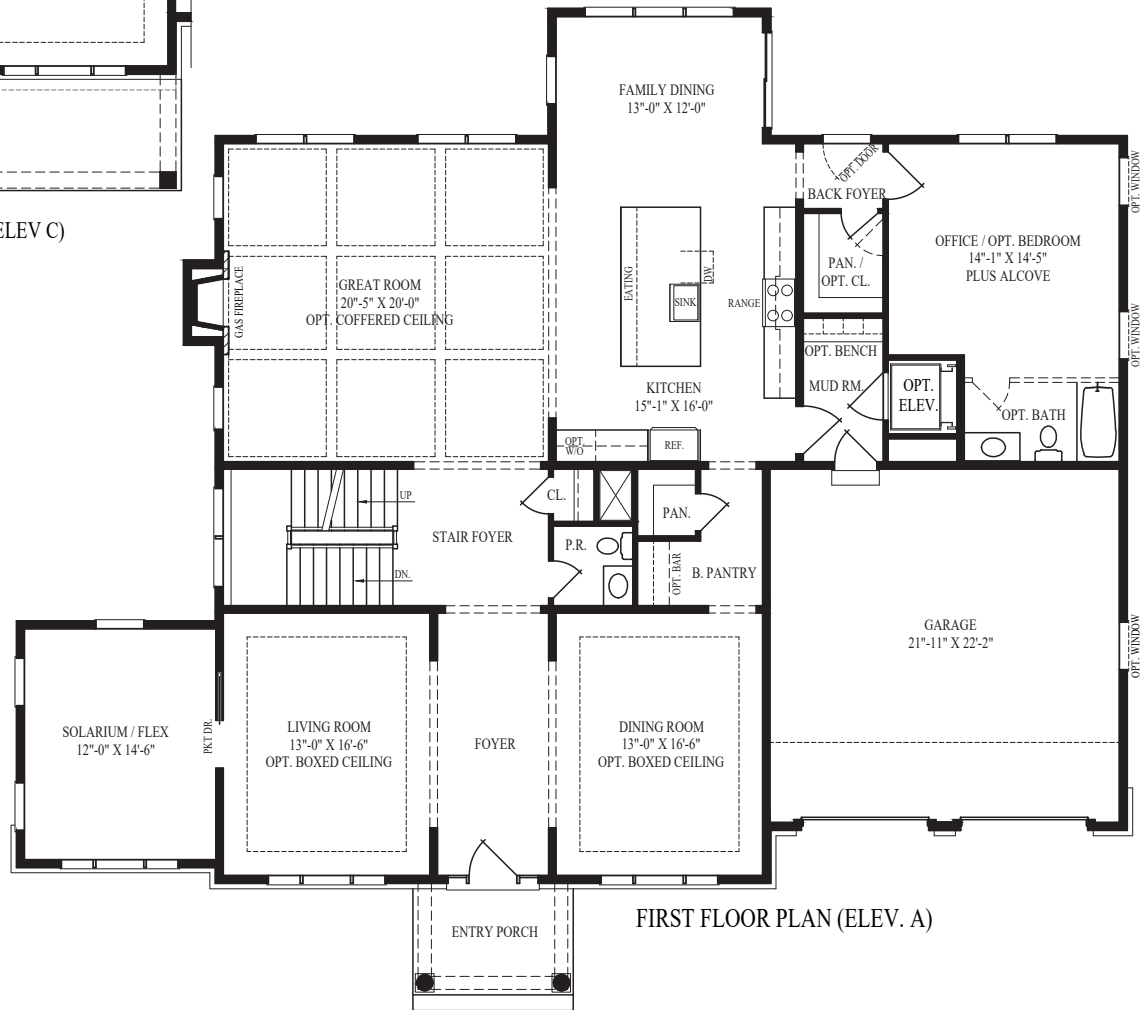 FAMILY DINING
13"-0" X 12'-0"
OPT. DOOR
BACK FOYER
OPT. WINDOW
ELEV C)
OFFICE / OPT. BEDROOM
14"-1" X 14'-5"
PLUS ALCOVE
PAN. /
OPT. CL.
EATING
DW
SINK
RANGE
GAS FIREPLACE
GREAT ROOM
20"-5" X 20'-0"
OPT. COFFERED CEILING
OPT. WINDOW
OPT. BENCH
MUD RM.
OPT.
ELEV.
KITCHEN
15"-1" X 16'-0"
OPT. BATH
OPT.
W/O
REF.
UP
CL.
PAN.
STAIR FOYER
P.R.
DN.
OPT. BAR
B. PANTRY
GARAGE
21"-11" X 22'-2"
OPT. WINDOW
SOLARIUM / FLEX
12"-0" X 14'-6"
PKT DR.
LIVING ROOM
13"-0" X 16'-6"
OPT. BOXED CEILING
FOYER
DINING ROOM
13"-0" X 16'-6"
OPT. BOXED CEILING
ENTRY PORCH
FIRST FLOOR PLAN (ELEV. A)